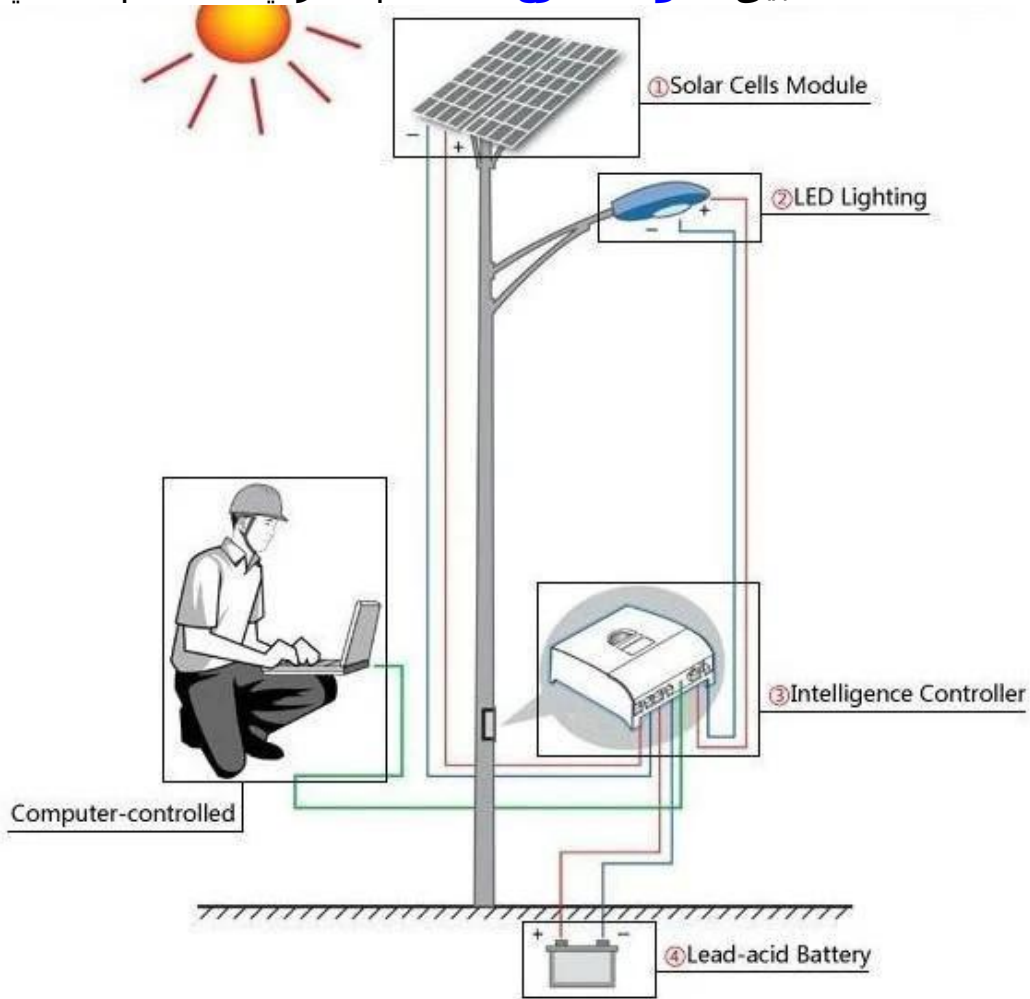 ①Solar Cells Module
− +
②LED Lighting
+
−
③Intelligence Controller
Computer-controlled
+ −
④Lead-acid Battery